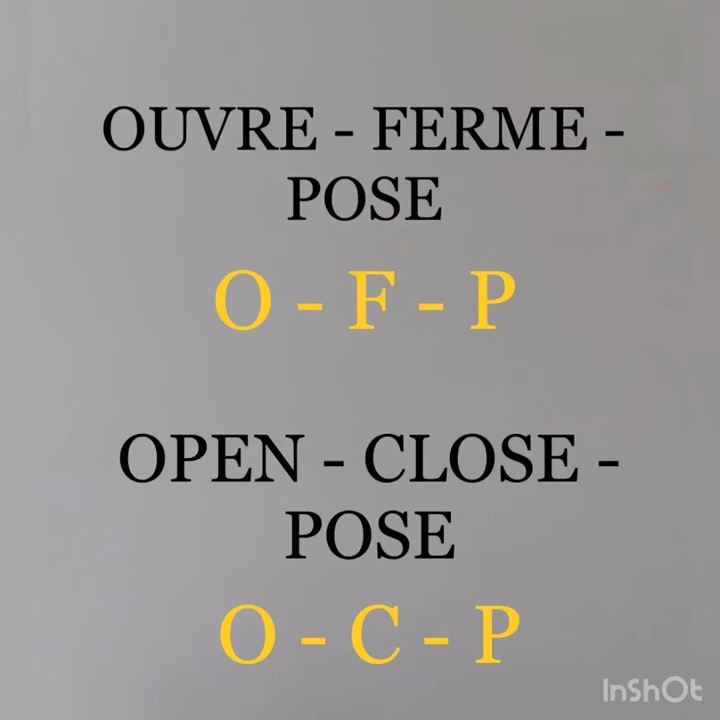 OUVRE - FERME -
POSE
O - F - P
OPEN - CLOSE -
POSE
O - C - P
InShOt